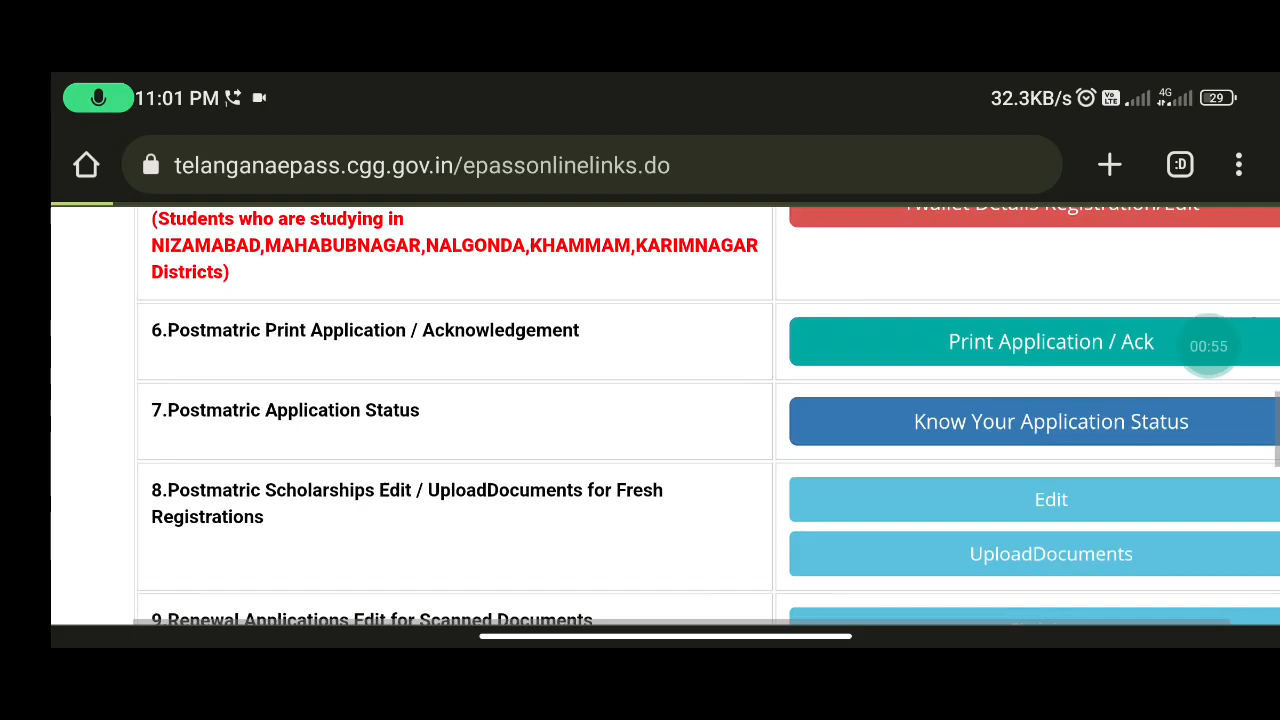 11:01 PM
32.3KB/s Vo LTE 4G 29
telanganaepass.cgg.gov.in/epassonlinelinks.do
:D
(Students who are studying in
NIZAMABAD,MAHABUBNAGAR,NALGONDA,KHAMMAM,KARIMNAGAR
Districts)
6.Postmatric Print Application / Acknowledgement
Print Application / Ack
00:55
7.Postmatric Application Status
Know Your Application Status
8.Postmatric Scholarships Edit / UploadDocuments for Fresh
Registrations
Edit
UploadDocuments
9.Renewal Applications Edit for Scanned Documents